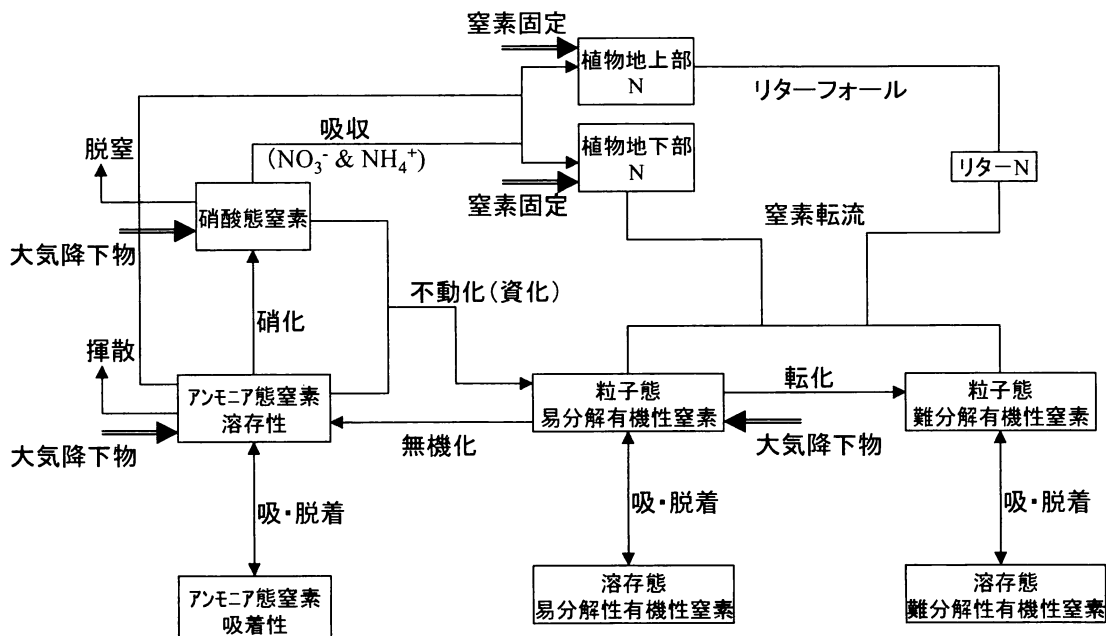 窒素固定
植物地上部
N
リターフォール
吸収
(NO₃⁻ & NH₄⁺)
植物地下部
N
脱窒
リターN
窒素固定
硝酸態窒素
窒素転流
大気降下物
不動化(資化)
硝化
揮散
アンモニア態窒素
溶存性
粒子態
易分解有機性窒素
転化
粒子態
難分解有機性窒素
大気降下物
無機化
大気降下物
吸・脱着
吸・脱着
吸・脱着
アンモニア態窒素
吸着性
溶存態
易分解性有機性窒素
溶存態
難分解性有機性窒素